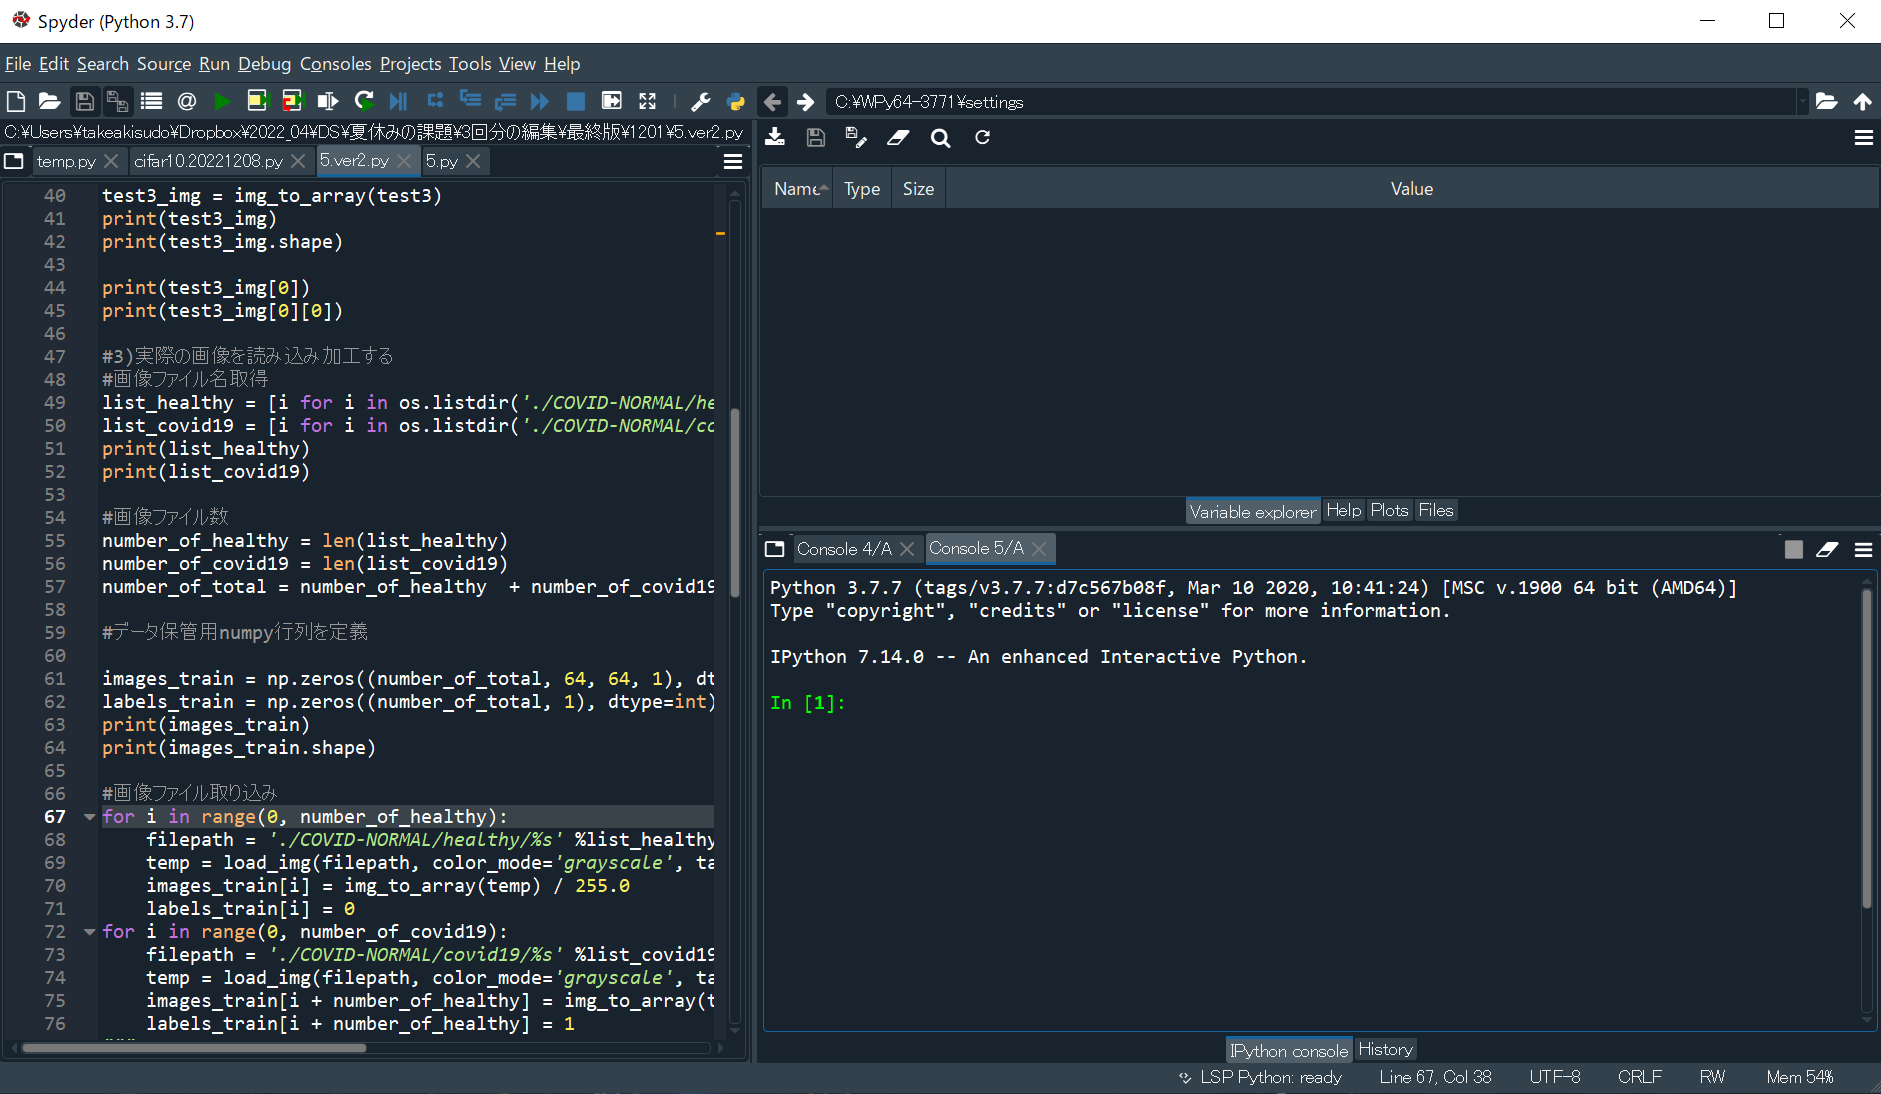 Spyder (Python 3.7)
File Edit Search Source Run Debug Consoles Projects Tools View Help
C:¥WPy64-3771¥settings
C:¥Users¥takeakisudo¥Dropbox¥2022_04¥DS¥夏休みの課題¥3回分の編集¥最終版¥1201¥5.ver2.py
temp.py cifar10.20221208.py 5.ver2.py 5.py
40 test3_img = img_to_array(test3)
41 print(test3_img)
42 print(test3_img.shape)
43
44 print(test3_img[0])
45 print(test3_img[0][0])
46
47 #3)実際の画像を読み込み加工する
48 #画像ファイル名取得
49 list_healthy = [i for i in os.listdir('./COVID-NORMAL/he
50 list_covid19 = [i for i in os.listdir('./COVID-NORMAL/co
51 print(list_healthy)
52 print(list_covid19)
53
54 #画像ファイル数
55 number_of_healthy = len(list_healthy)
56 number_of_covid19 = len(list_covid19)
57 number_of_total = number_of_healthy  + number_of_covid19
58
59 #データ保管用numpy行列を定義
60
61 images_train = np.zeros((number_of_total, 64, 64, 1), dt
62 labels_train = np.zeros((number_of_total, 1), dtype=int)
63 print(images_train)
64 print(images_train.shape)
65
66 #画像ファイル取り込み
67 for i in range(0, number_of_healthy):
68     filepath = './COVID-NORMAL/healthy/%s' %list_healthy
69     temp = load_img(filepath, color_mode='grayscale', ta
70     images_train[i] = img_to_array(temp) / 255.0
71     labels_train[i] = 0
72 for i in range(0, number_of_covid19):
73     filepath = './COVID-NORMAL/covid19/%s' %list_covid19
74     temp = load_img(filepath, color_mode='grayscale', ta
75     images_train[i + number_of_healthy] = img_to_array(t
76     labels_train[i + number_of_healthy] = 1
Name Type Size Value
Variable explorer Help Plots Files
Console 4/A Console 5/A
Python 3.7.7 (tags/v3.7.7:d7c567b08f, Mar 10 2020, 10:41:24) [MSC v.1900 64 bit (AMD64)]
Type "copyright", "credits" or "license" for more information.
IPython 7.14.0 -- An enhanced Interactive Python.
In [1]:
IPython console History
LSP Python: ready Line 67, Col 38 UTF-8 CRLF RW Mem 54%